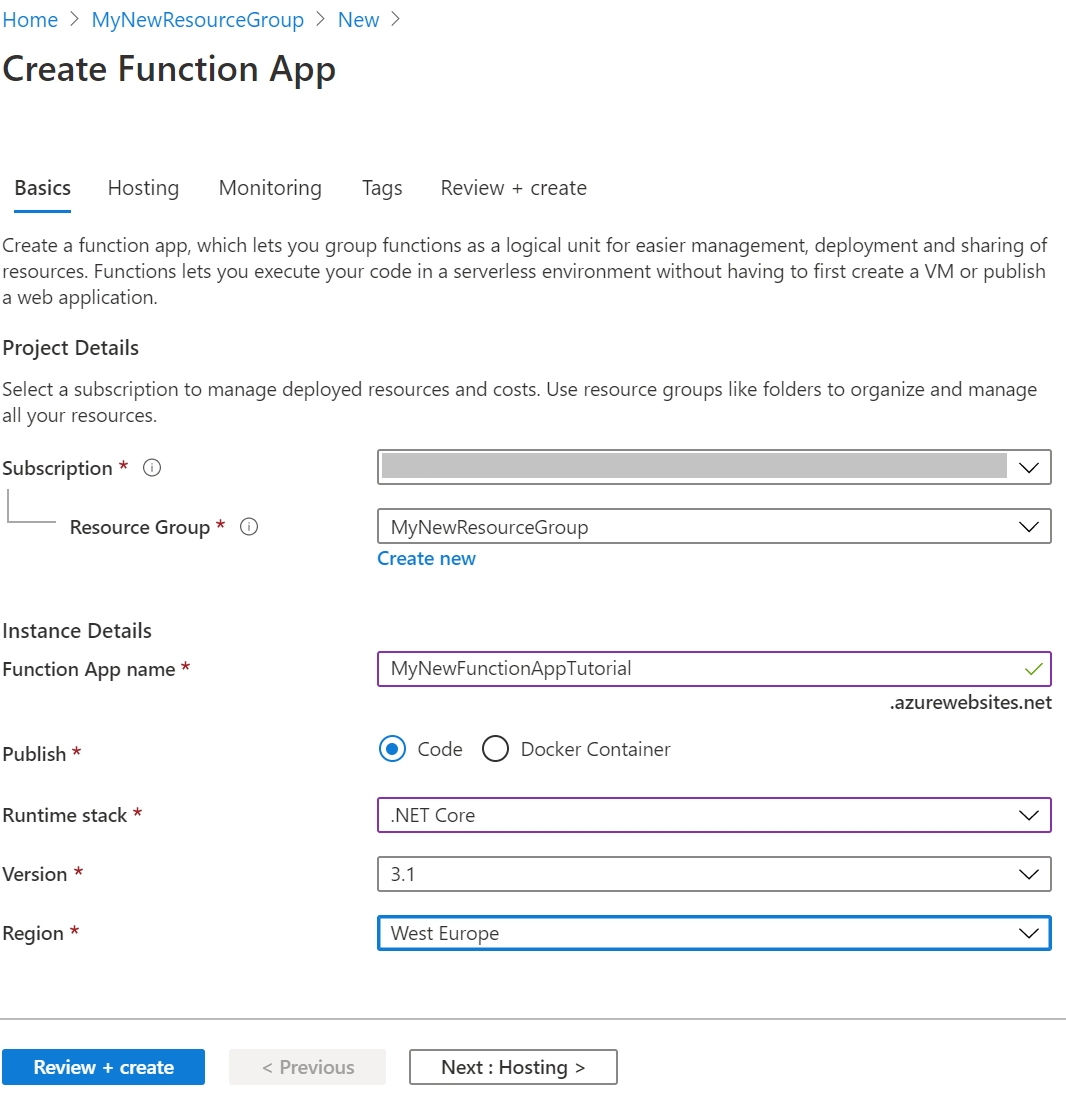 Home > MyNewResourceGroup > New >
Create Function App
Basics Hosting Monitoring Tags Review + create
Create a function app, which lets you group functions as a logical unit for easier management, deployment and sharing of
resources. Functions lets you execute your code in a serverless environment without having to first create a VM or publish
a web application.
Project Details
Select a subscription to manage deployed resources and costs. Use resource groups like folders to organize and manage
all your resources.
Subscription *
Resource Group * MyNewResourceGroup
Create new
Instance Details
Function App name * MyNewFunctionAppTutorial
.azurewebsites.net
Publish * Code Docker Container
Runtime stack * .NET Core
Version * 3.1
Region * West Europe
Review + create < Previous Next : Hosting >